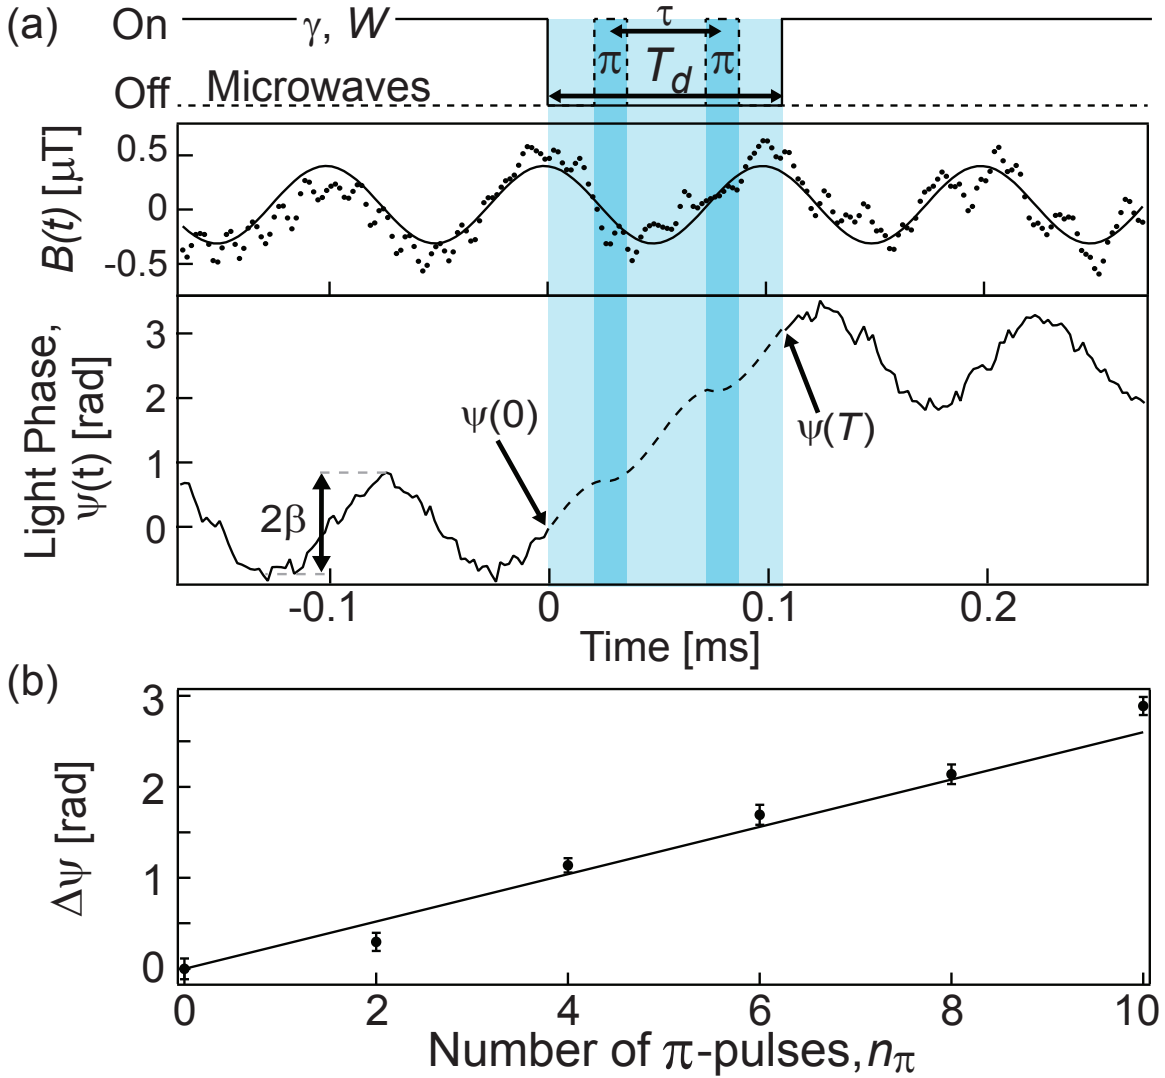 (a)
On
γ, W
τ
π
T_d
π
Off
Microwaves
B(t) [μT]
0.5
0
-0.5
Light Phase,
ψ(t) [rad]
3
2
1
0
2β
ψ(0)
ψ(T)
-0.1
0
0.1
0.2
Time [ms]
(b)
Δψ [rad]
3
2
1
0
0
2
4
6
8
10
Number of π-pulses, n_π